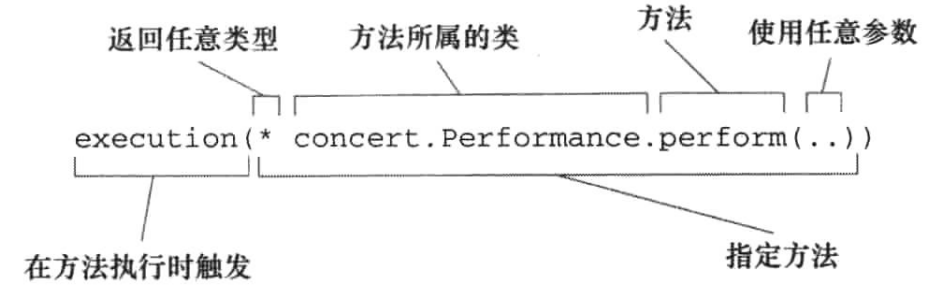 返回任意类型 方法所属的类 方法 使用任意参数
execution(* concert.Performance.perform(..))
在方法执行时触发 指定方法